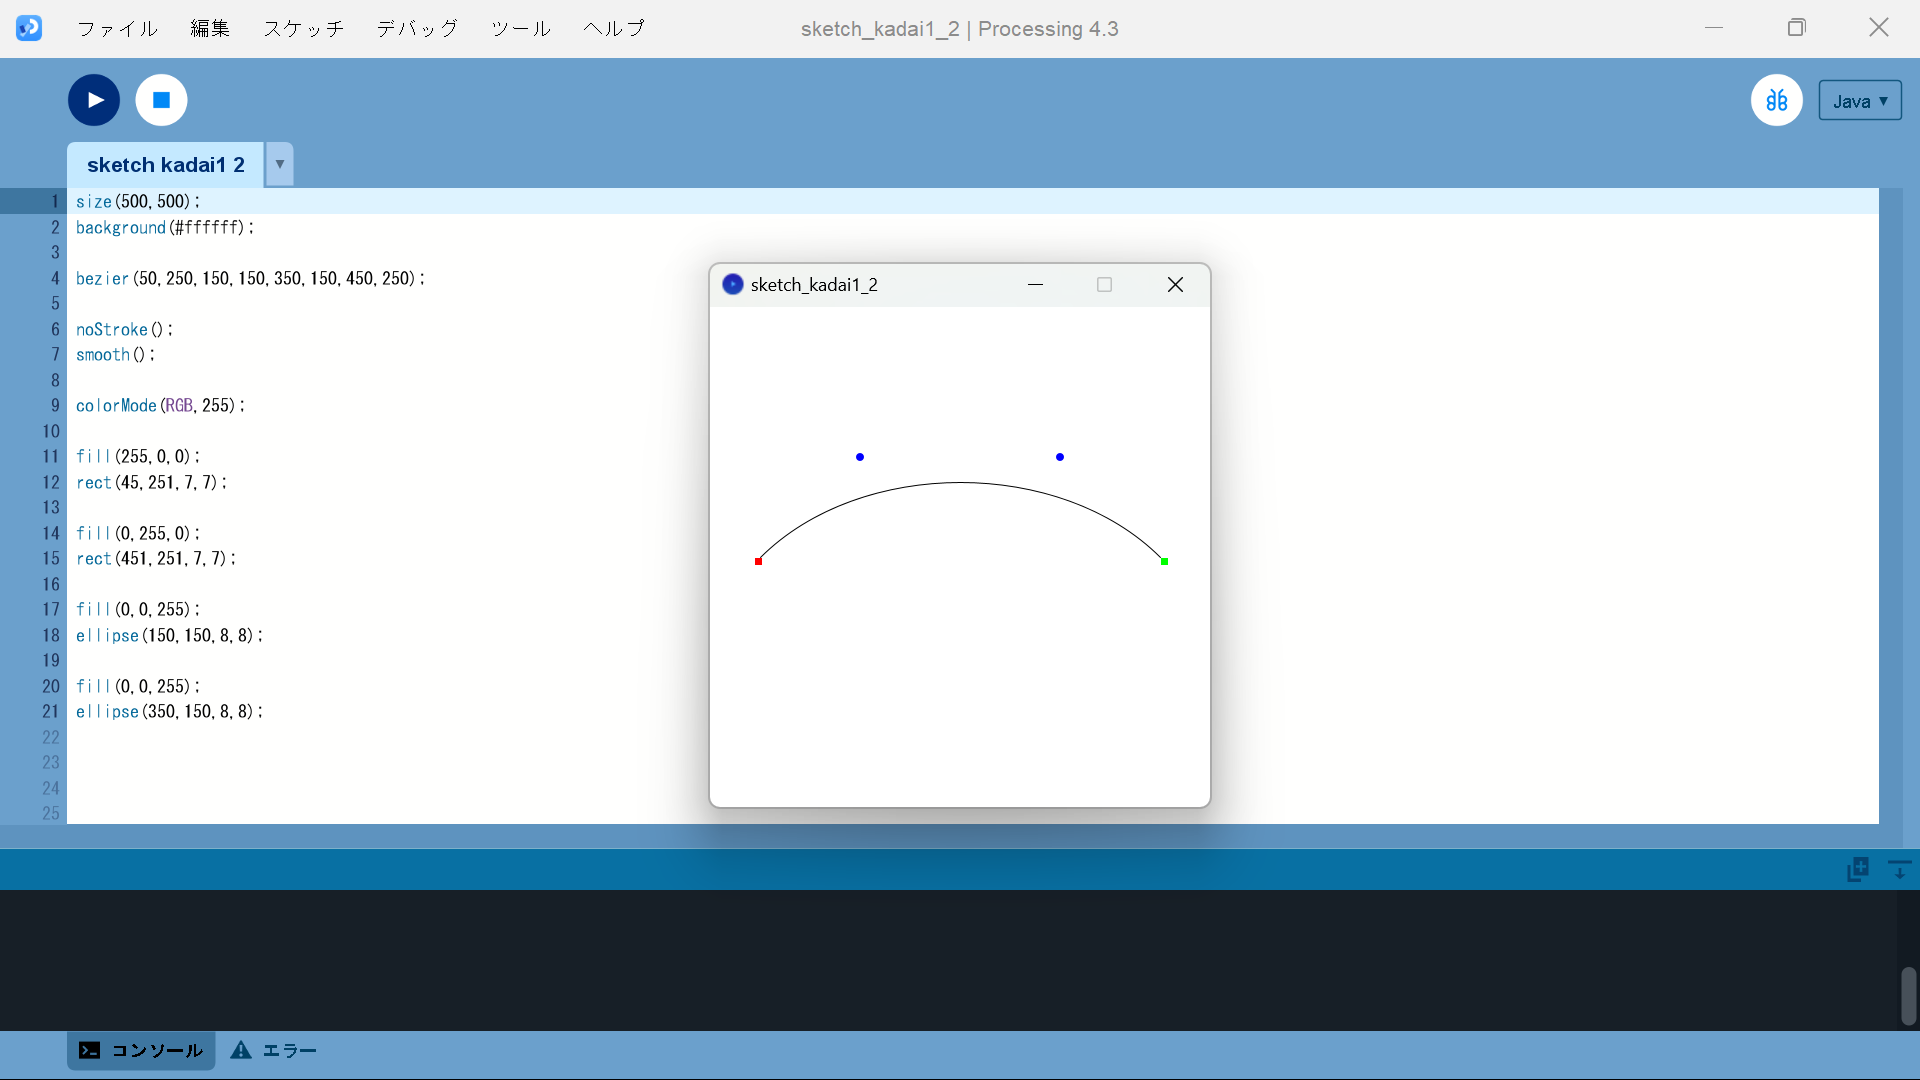 ファイル 編集 スケッチ デバッグ ツール ヘルプ sketch_kadai1_2 | Processing 4.3
Java ▼
sketch kadai1 2 ▼
1 size(500,500);
2 background(#ffffff);
3
4 bezier(50,250,150,150,350,150,450,250);
5
6 noStroke();
7 smooth();
8
9 colorMode(RGB,255);
10
11 fill(255,0,0);
12 rect(45,251,7,7);
13
14 fill(0,255,0);
15 rect(451,251,7,7);
16
17 fill(0,0,255);
18 ellipse(150,150,8,8);
19
20 fill(0,0,255);
21 ellipse(350,150,8,8);
22
23
24
25
sketch_kadai1_2
コンソール エラー